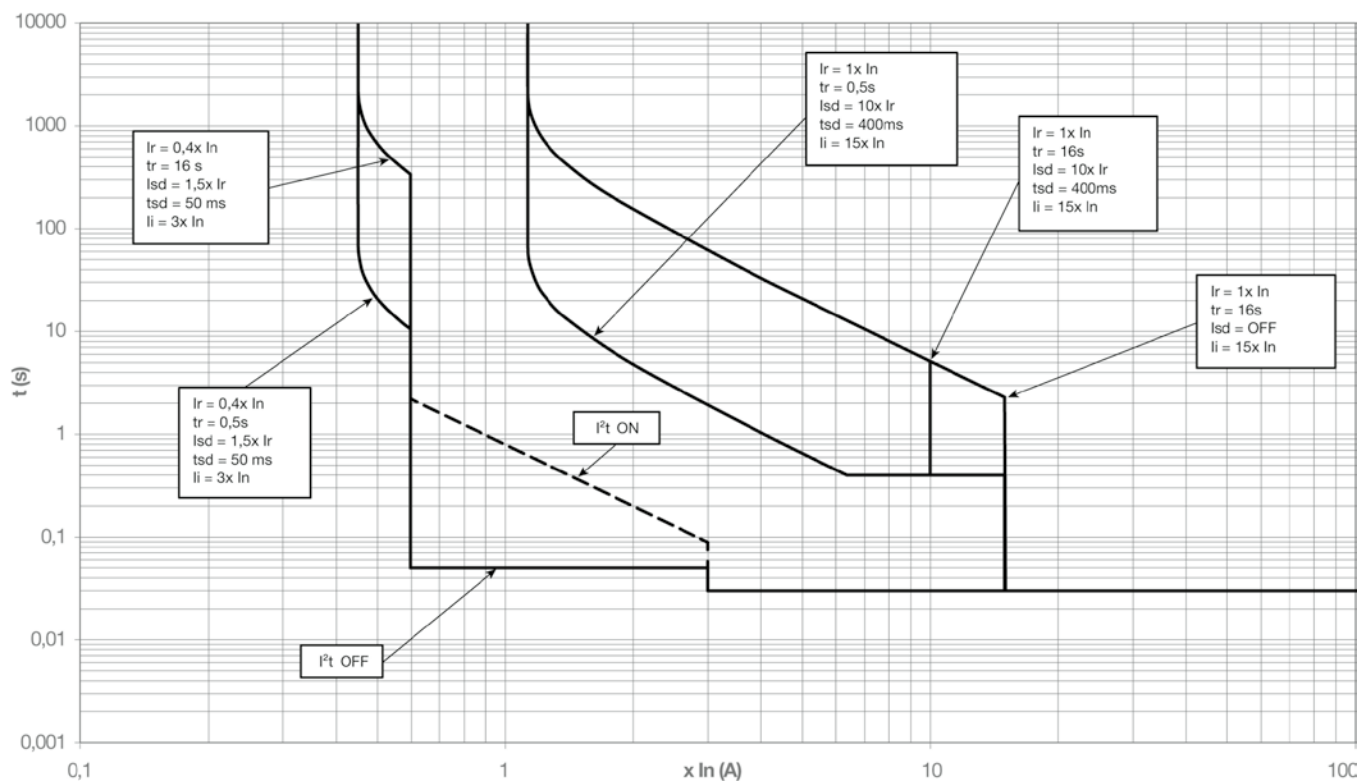 10000
1000
100
10
1
0,1
0,01
0,001
t (s)
Ir = 0,4x In
tr = 16 s
Isd = 1,5x Ir
tsd = 50 ms
Ii = 3x In
Ir = 0,4x In
tr = 0,5s
Isd = 1,5x Ir
tsd = 50 ms
Ii = 3x In
Ir = 1x In
tr = 0,5s
Isd = 10x Ir
tsd = 400ms
Ii = 15x In
Ir = 1x In
tr = 16s
Isd = 10x Ir
tsd = 400ms
Ii = 15x In
Ir = 1x In
tr = 16s
Isd = OFF
Ii = 15x In
I²t ON
I²t OFF
0,1
1
x In (A)
10
100